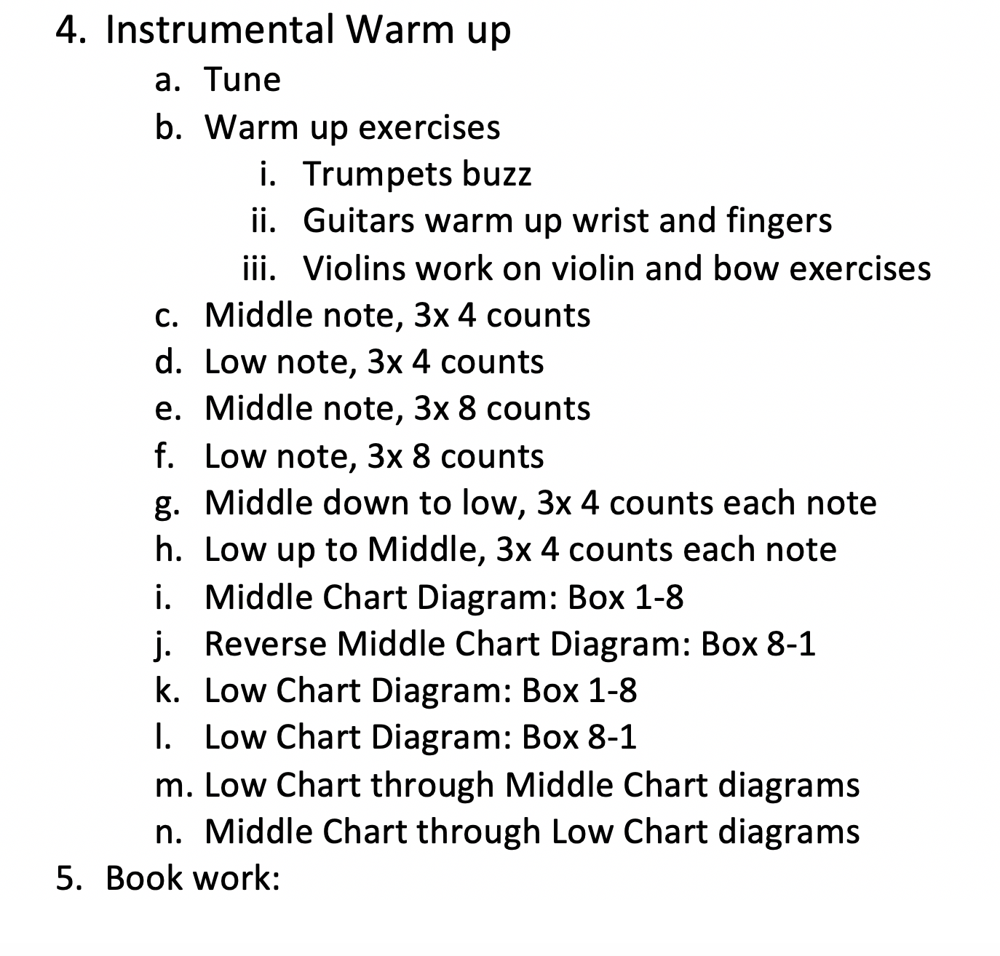 4. Instrumental Warm up
a. Tune
b. Warm up exercises
i. Trumpets buzz
ii. Guitars warm up wrist and fingers
iii. Violins work on violin and bow exercises
c. Middle note, 3x 4 counts
d. Low note, 3x 4 counts
e. Middle note, 3x 8 counts
f. Low note, 3x 8 counts
g. Middle down to low, 3x 4 counts each note
h. Low up to Middle, 3x 4 counts each note
i. Middle Chart Diagram: Box 1-8
j. Reverse Middle Chart Diagram: Box 8-1
k. Low Chart Diagram: Box 1-8
l. Low Chart Diagram: Box 8-1
m. Low Chart through Middle Chart diagrams
n. Middle Chart through Low Chart diagrams
5. Book work: